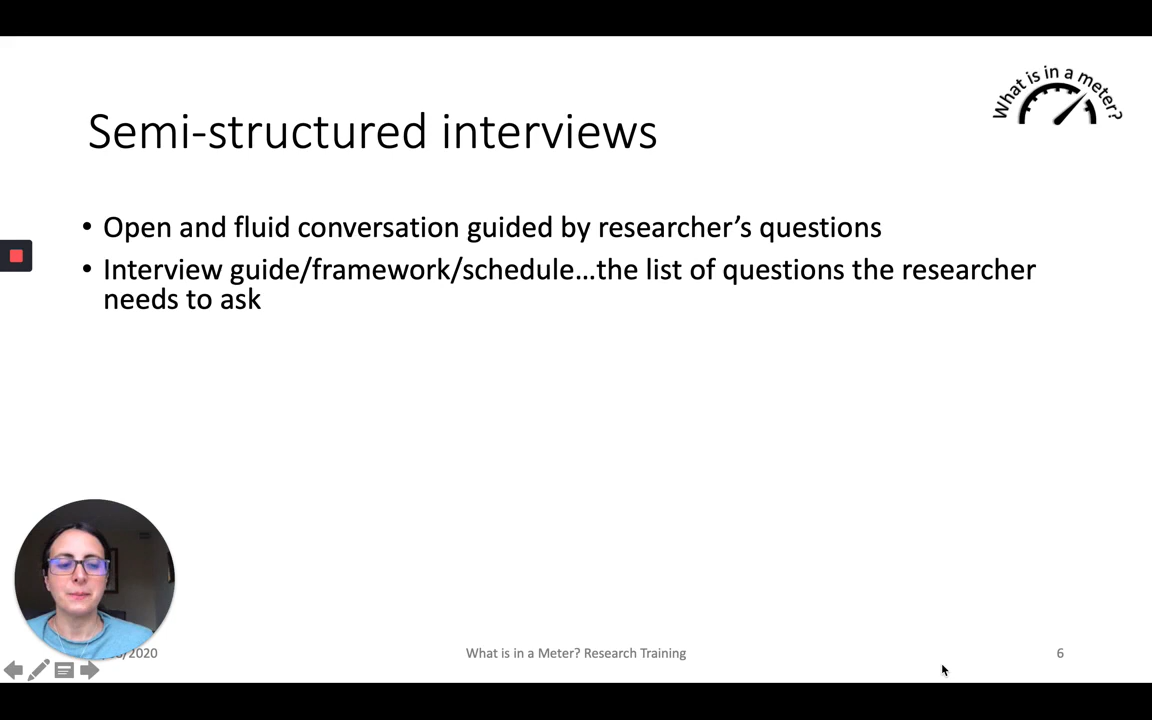 What is in a meter?
Semi-structured interviews
• Open and fluid conversation guided by researcher’s questions
• Interview guide/framework/schedule…the list of questions the researcher
needs to ask
/2020
What is in a Meter? Research Training
6